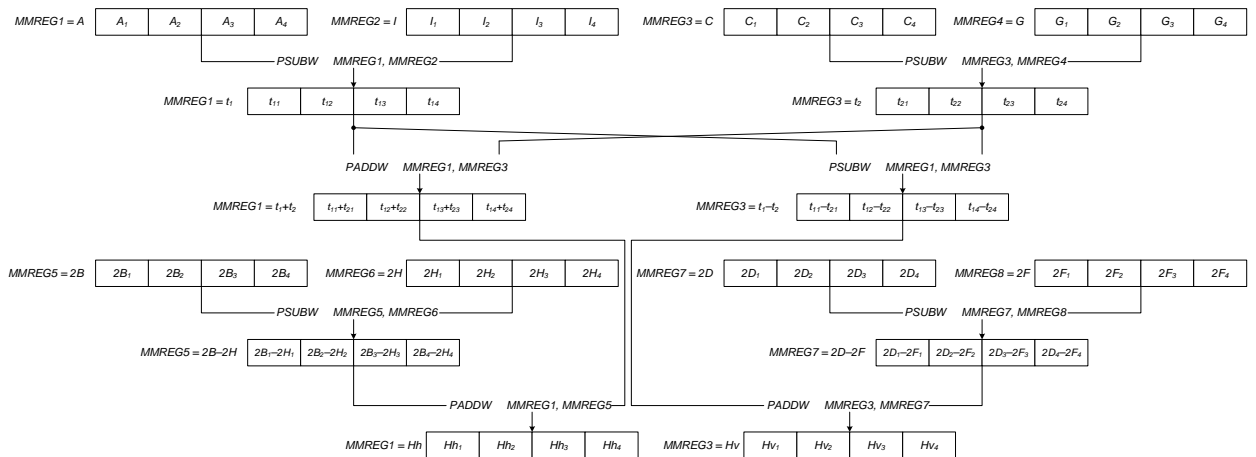 MMREG1 = A A₁ A₂ A₃ A₄ MMREG2 = I I₁ I₂ I₃ I₄ MMREG3 = C C₁ C₂ C₃ C₄ MMREG4 = G G₁ G₂ G₃ G₄
PSUBW MMREG1, MMREG2 PSUBW MMREG3, MMREG4
MMREG1 = t₁ t₁₁ t₁₂ t₁₃ t₁₄ MMREG3 = t₂ t₂₁ t₂₂ t₂₃ t₂₄
PADDW MMREG1, MMREG3 PSUBW MMREG1, MMREG3
MMREG1 = t₁+t₂ t₁₁+t₂₁ t₁₂+t₂₂ t₁₃+t₂₃ t₁₄+t₂₄ MMREG3 = t₁–t₂ t₁₁–t₂₁ t₁₂–t₂₂ t₁₃–t₂₃ t₁₄–t₂₄
MMREG5 = 2B 2B₁ 2B₂ 2B₃ 2B₄ MMREG6 = 2H 2H₁ 2H₂ 2H₃ 2H₄ MMREG7 = 2D 2D₁ 2D₂ 2D₃ 2D₄ MMREG8 = 2F 2F₁ 2F₂ 2F₃ 2F₄
PSUBW MMREG5, MMREG6 PSUBW MMREG7, MMREG8
MMREG5 = 2B–2H 2B₁–2H₁ 2B₂–2H₂ 2B₃–2H₃ 2B₄–2H₄ MMREG7 = 2D–2F 2D₁–2F₁ 2D₂–2F₂ 2D₃–2F₃ 2D₄–2F₄
PADDW MMREG1, MMREG5 PADDW MMREG3, MMREG7
MMREG1 = Hh Hh₁ Hh₂ Hh₃ Hh₄ MMREG3 = Hv Hv₁ Hv₂ Hv₃ Hv₄